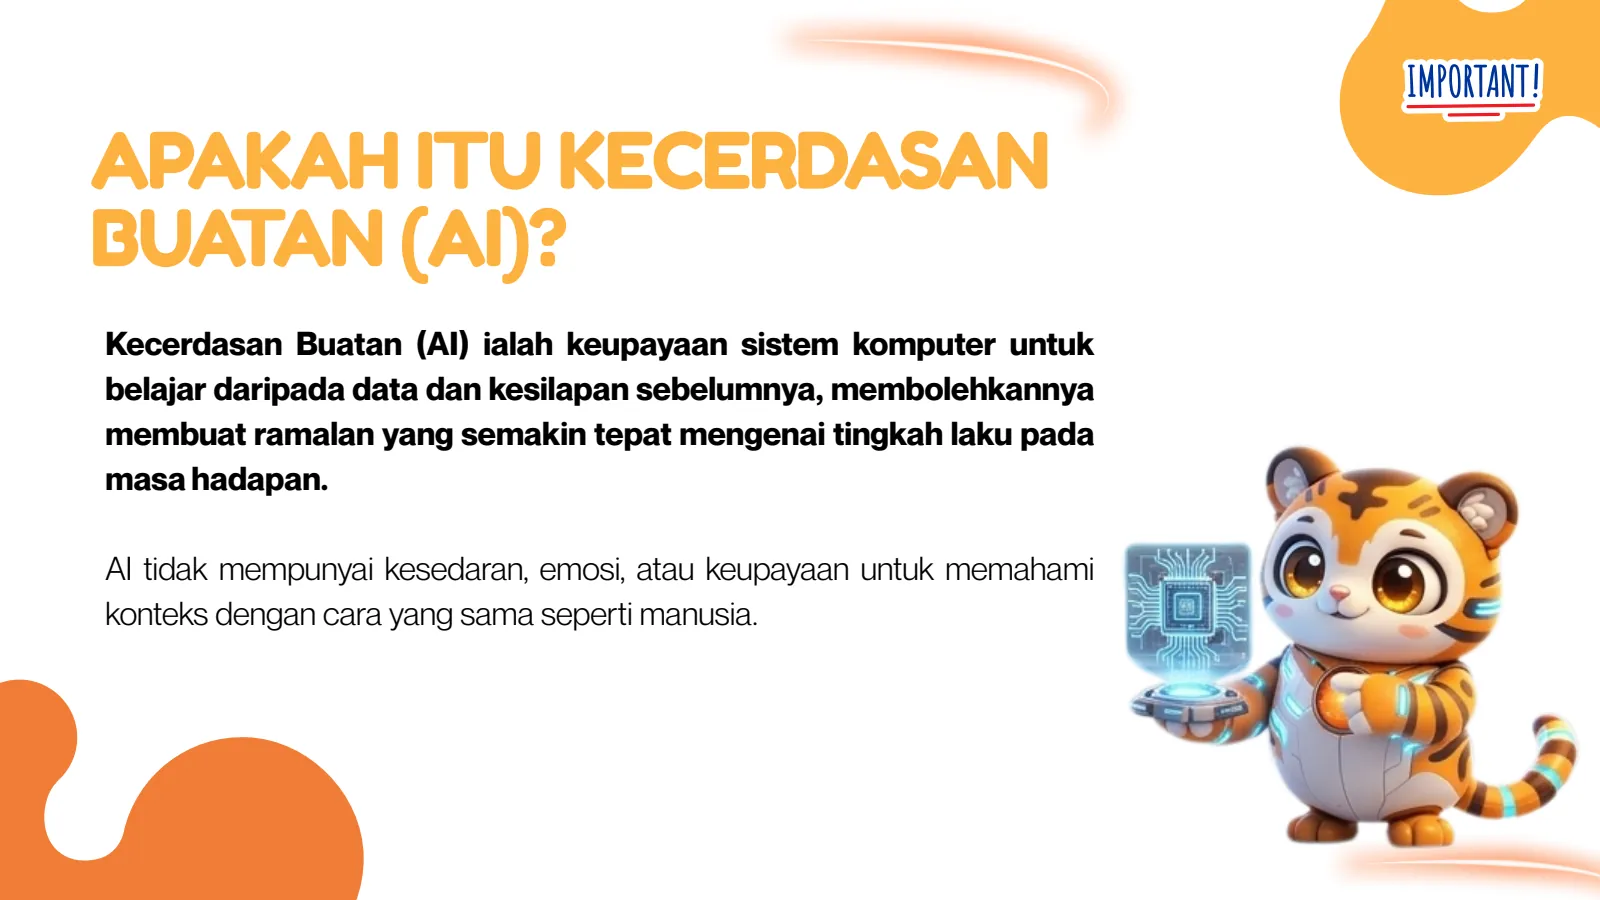 IMPORTANT!
APAKAH ITU KECERDASAN
BUATAN (AI)?
Kecerdasan Buatan (AI) ialah keupayaan sistem komputer untuk
belajar daripada data dan kesilapan sebelumnya, membolehkannya
membuat ramalan yang semakin tepat mengenai tingkah laku pada
masa hadapan.
AI tidak mempunyai kesedaran, emosi, atau keupayaan untuk memahami
konteks dengan cara yang sama seperti manusia.